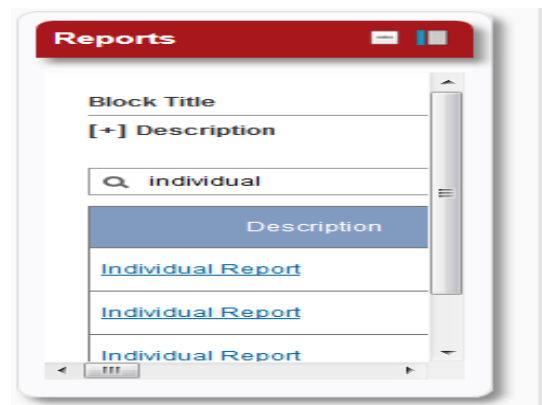 Reports
Block Title
[+] Description
individual
Description
Individual Report
Individual Report
Individual Report